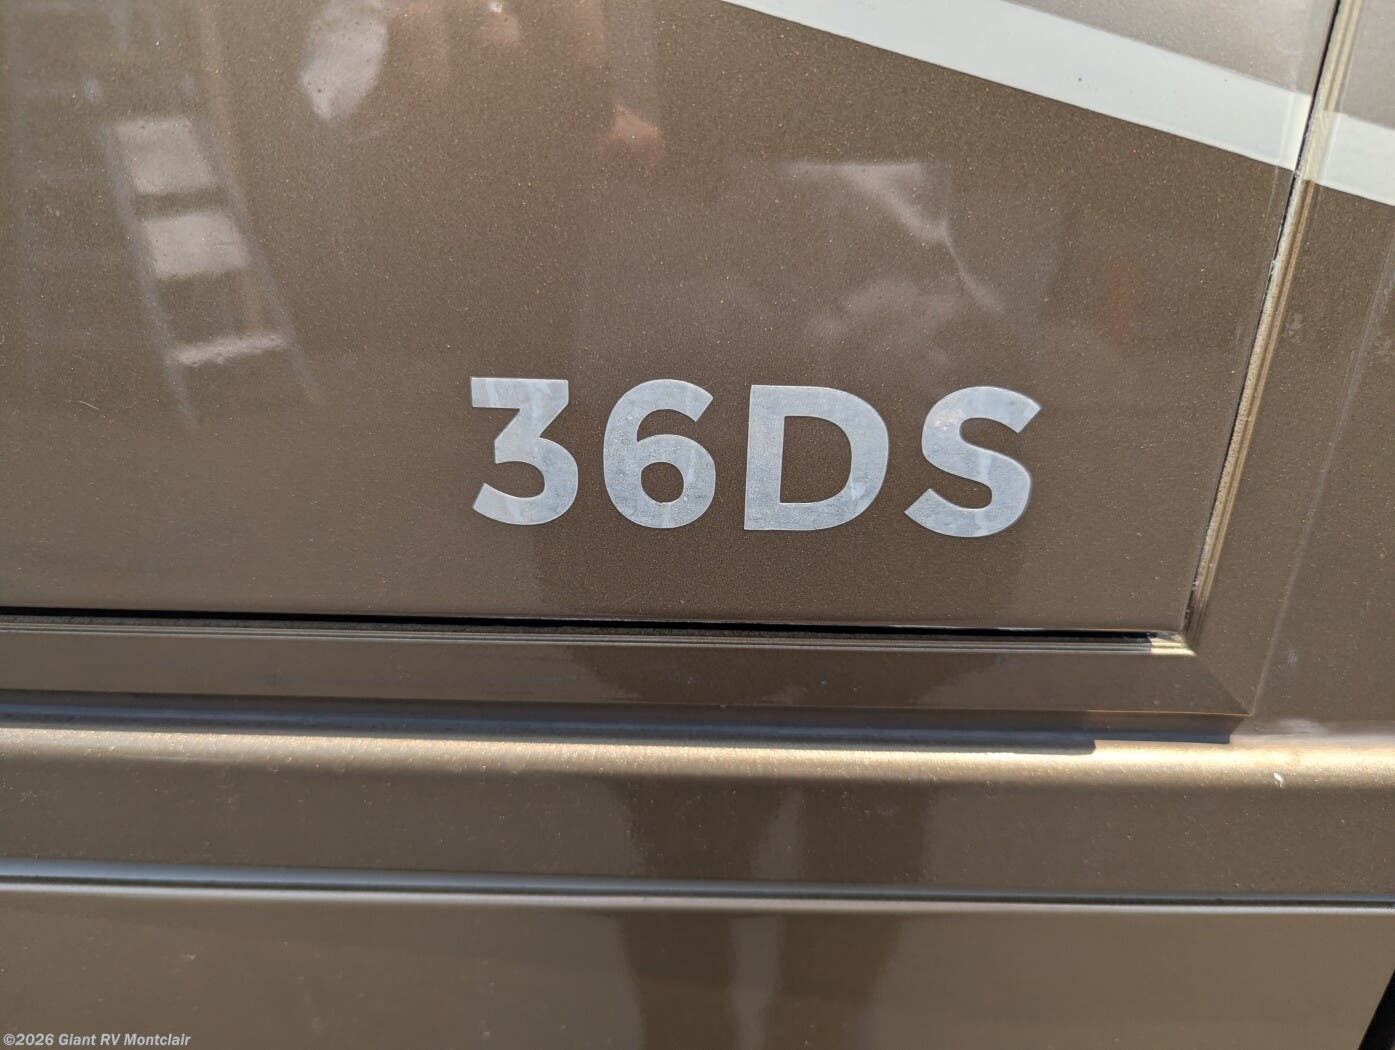 36DS
©2026 Giant RV Montclair